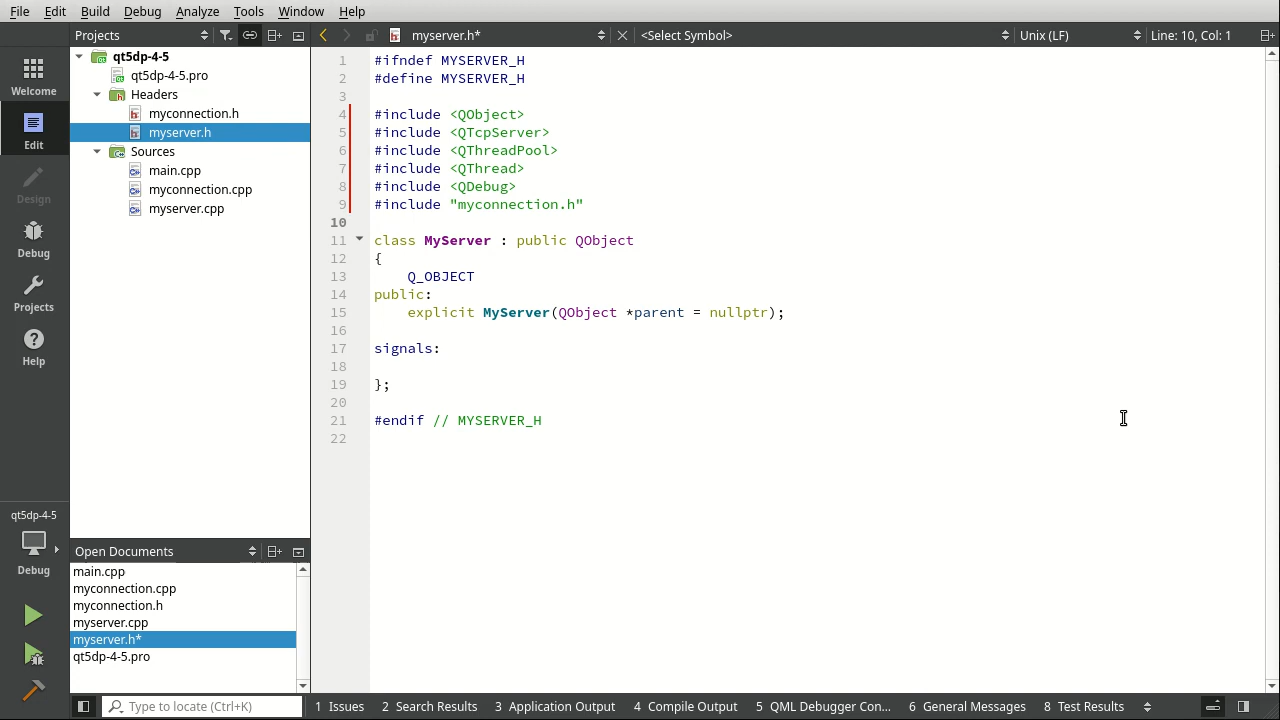 File Edit Build Debug Analyze Tools Window Help
Projects
myserver.h*
<Select Symbol>
Unix (LF)
Line: 10, Col: 1
Welcome
Edit
Design
Debug
Projects
Help
qt5dp-4-5
Debug
qt5dp-4-5
qt5dp-4-5.pro
Headers
myconnection.h
myserver.h
Sources
main.cpp
myconnection.cpp
myserver.cpp
Open Documents
main.cpp
myconnection.cpp
myconnection.h
myserver.cpp
myserver.h*
qt5dp-4-5.pro
1 #ifndef MYSERVER_H
2 #define MYSERVER_H
3
4 #include <QObject>
5 #include <QTcpServer>
6 #include <QThreadPool>
7 #include <QThread>
8 #include <QDebug>
9 #include "myconnection.h"
10
11 class MyServer : public QObject
12 {
13     Q_OBJECT
14 public:
15     explicit MyServer(QObject *parent = nullptr);
16
17 signals:
18
19 };
20
21 #endif // MYSERVER_H
22
Type to locate (Ctrl+K)
1 Issues
2 Search Results
3 Application Output
4 Compile Output
5 QML Debugger Con...
6 General Messages
8 Test Results